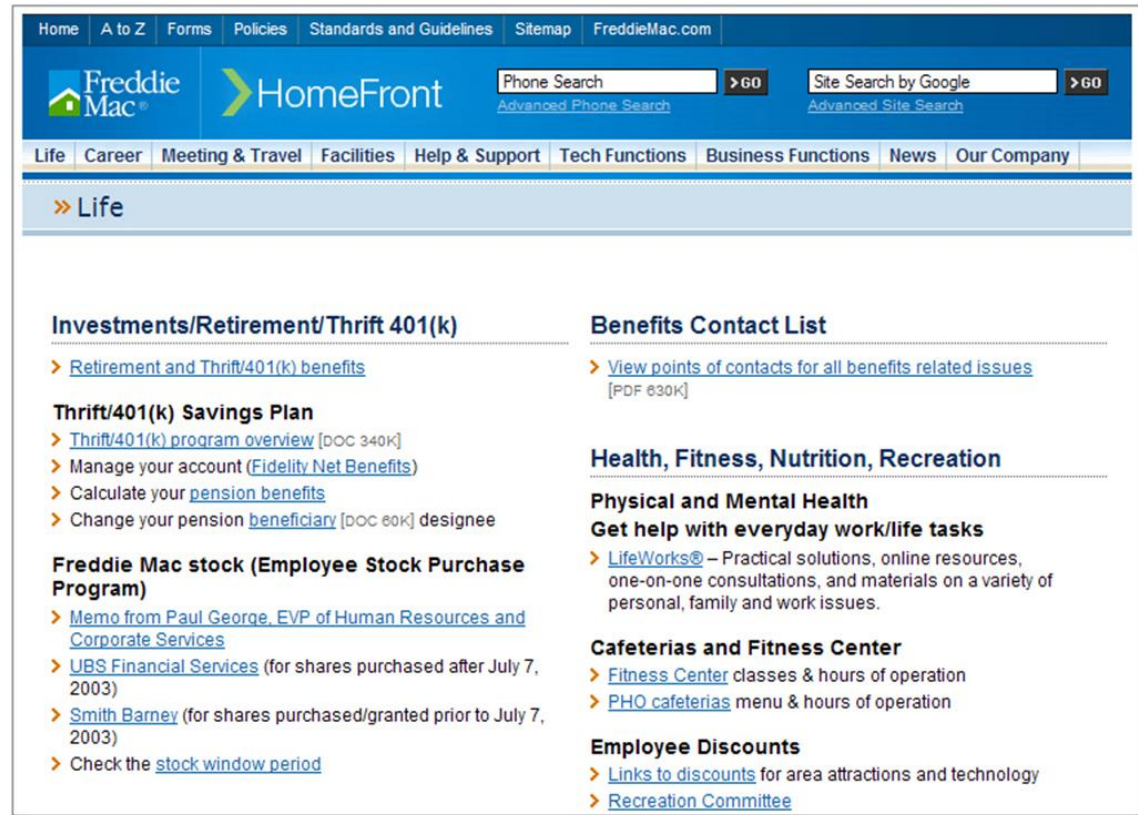 Home A to Z Forms Policies Standards and Guidelines Sitemap FreddieMac.com
Freddie Mac®
HomeFront
Phone Search >GO
Advanced Phone Search
Site Search by Google >GO
Advanced Site Search
Life Career Meeting & Travel Facilities Help & Support Tech Functions Business Functions News Our Company
» Life
Investments/Retirement/Thrift 401(k)
> Retirement and Thrift/401(k) benefits
Thrift/401(k) Savings Plan
> Thrift/401(k) program overview [DOC 340K]
> Manage your account (Fidelity Net Benefits)
> Calculate your pension benefits
> Change your pension beneficiary [DOC 60K] designee
Freddie Mac stock (Employee Stock Purchase
Program)
> Memo from Paul George, EVP of Human Resources and
Corporate Services
> UBS Financial Services (for shares purchased after July 7,
2003)
> Smith Barney (for shares purchased/granted prior to July 7,
2003)
> Check the stock window period
Benefits Contact List
> View points of contacts for all benefits related issues
[PDF 630K]
Health, Fitness, Nutrition, Recreation
Physical and Mental Health
Get help with everyday work/life tasks
> LifeWorks® – Practical solutions, online resources,
one-on-one consultations, and materials on a variety of
personal, family and work issues.
Cafeterias and Fitness Center
> Fitness Center classes & hours of operation
> PHO cafeterias menu & hours of operation
Employee Discounts
> Links to discounts for area attractions and technology
> Recreation Committee